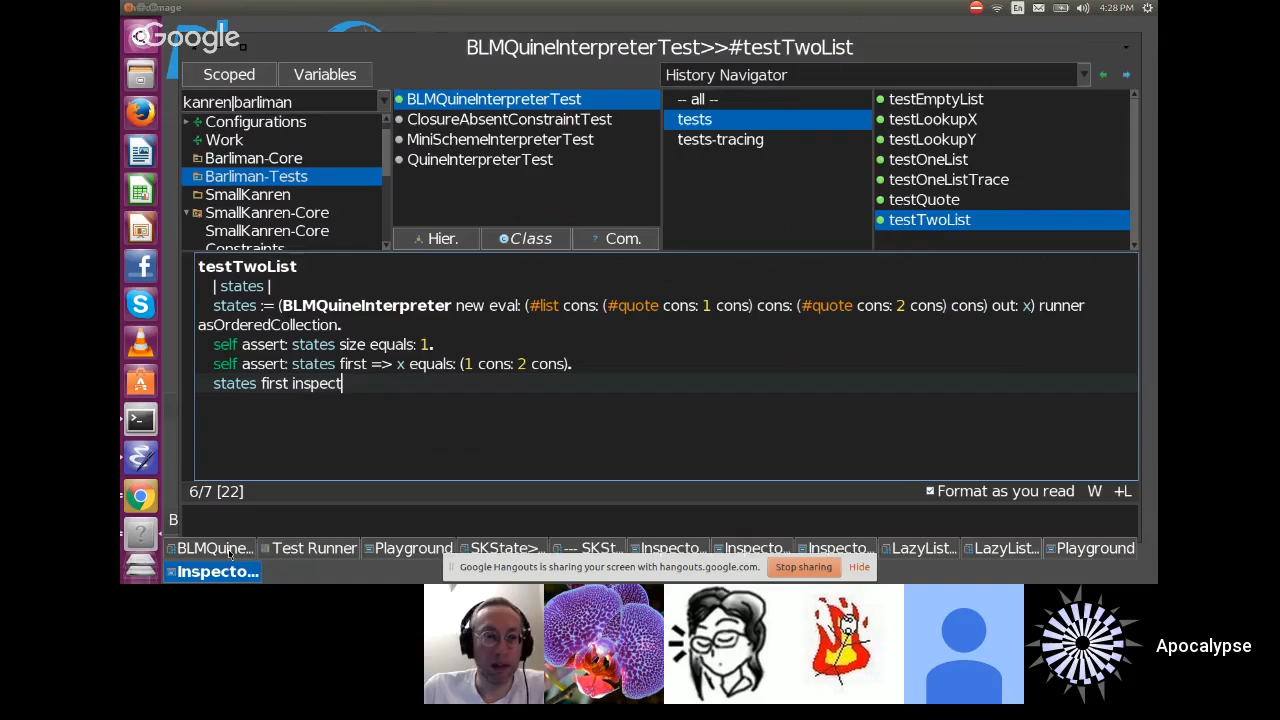 4:28 PM
En
Google
BLMQuineInterpreterTest>>#testTwoList
Scoped
Variables
History Navigator
kanren|barliman
Configurations
Work
Barliman-Core
Barliman-Tests
SmallKanren
SmallKanren-Core
SmallKanren-Core
Constraints
BLMQuineInterpreterTest
ClosureAbsentConstraintTest
MiniSchemeInterpreterTest
QuineInterpreterTest
Hier.
Class
? Com.
-- all --
tests
tests-tracing
testEmptyList
testLookupX
testLookupY
testOneList
testOneListTrace
testQuote
testTwoList
testTwoList
| states |
states := (BLMQuineInterpreter new eval: (#list cons: (#quote cons: 1 cons) cons: (#quote cons: 2 cons) cons) out: x) runner
asOrderedCollection.
self assert: states size equals: 1.
self assert: states first => x equals: (1 cons: 2 cons).
states first inspect
6/7 [22]
Format as you read W +L
B
BLMQuine... Test Runner Playground SKState>... --- SKSt... Inspecto... Inspecto... Inspecto... LazyList... LazyList... Playground
Inspecto...
Google Hangouts is sharing your screen with hangouts.google.com. Stop sharing Hide
Apocalypse